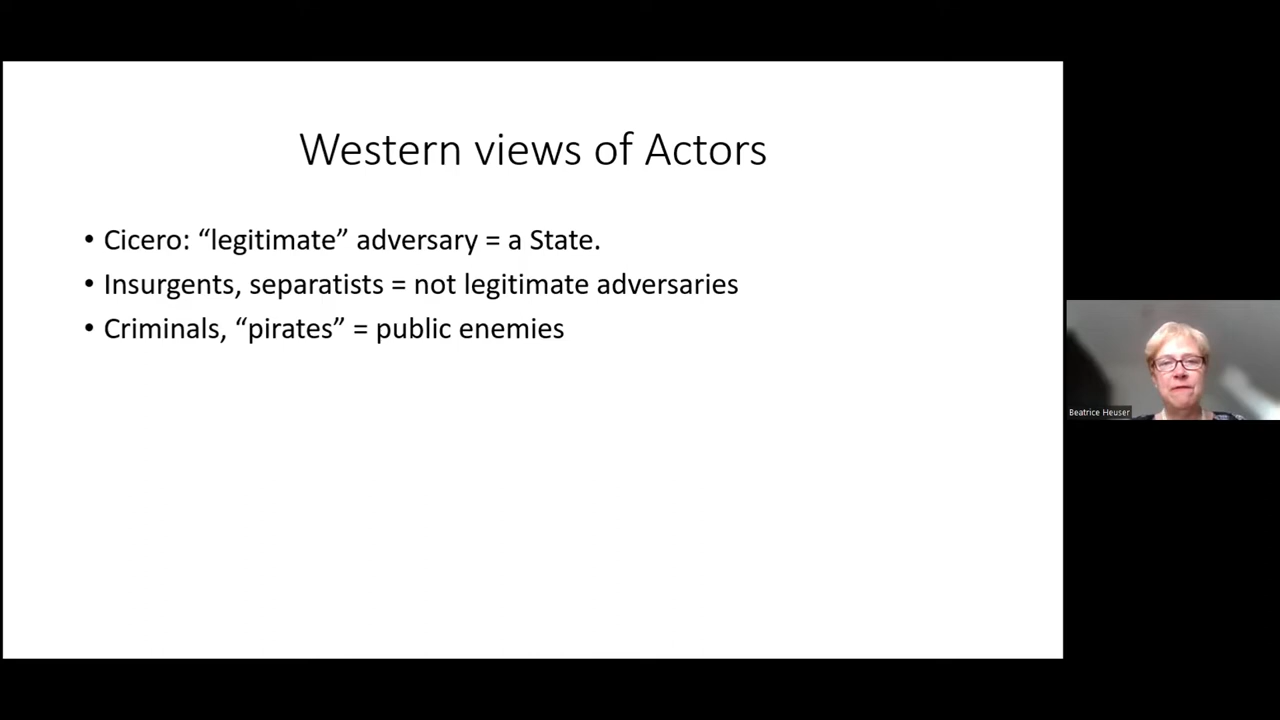 Western views of Actors
• Cicero: “legitimate” adversary = a State.
• Insurgents, separatists = not legitimate adversaries
• Criminals, “pirates” = public enemies
Beatrice Heuser